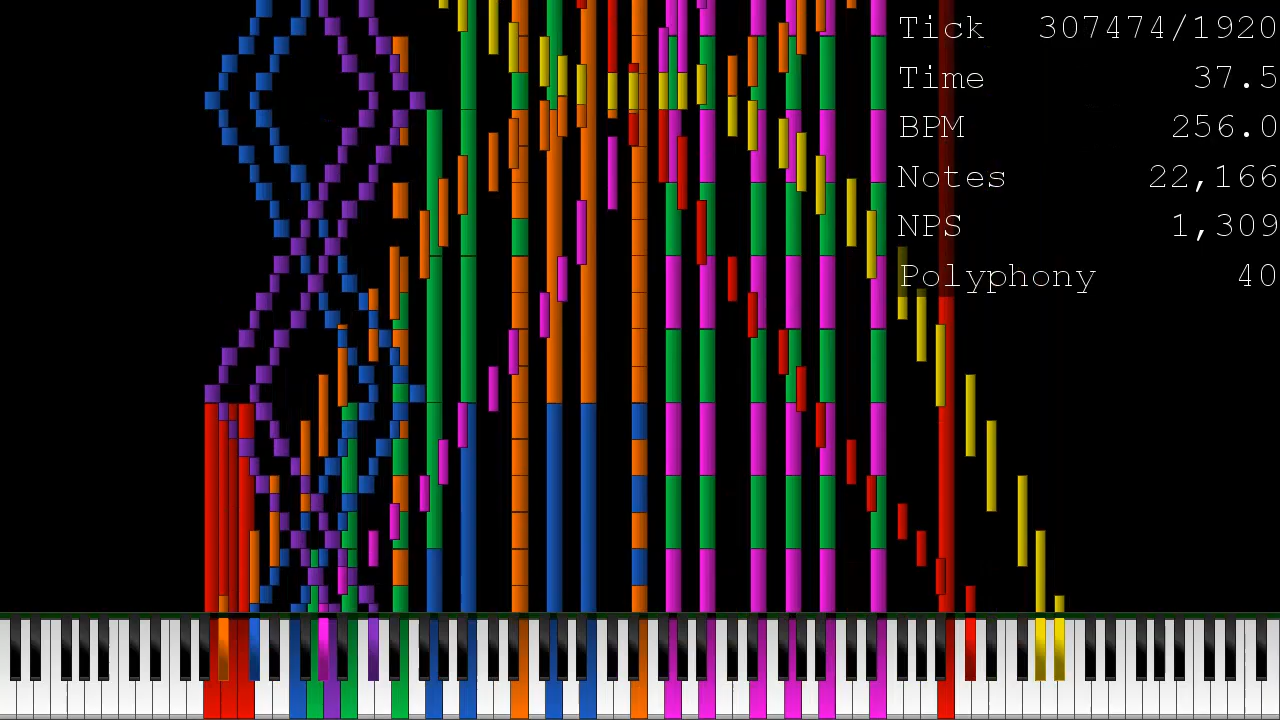 Tick 307474/1920
Time 37.5
BPM 256.0
Notes 22,166
NPS 1,309
Polyphony 40